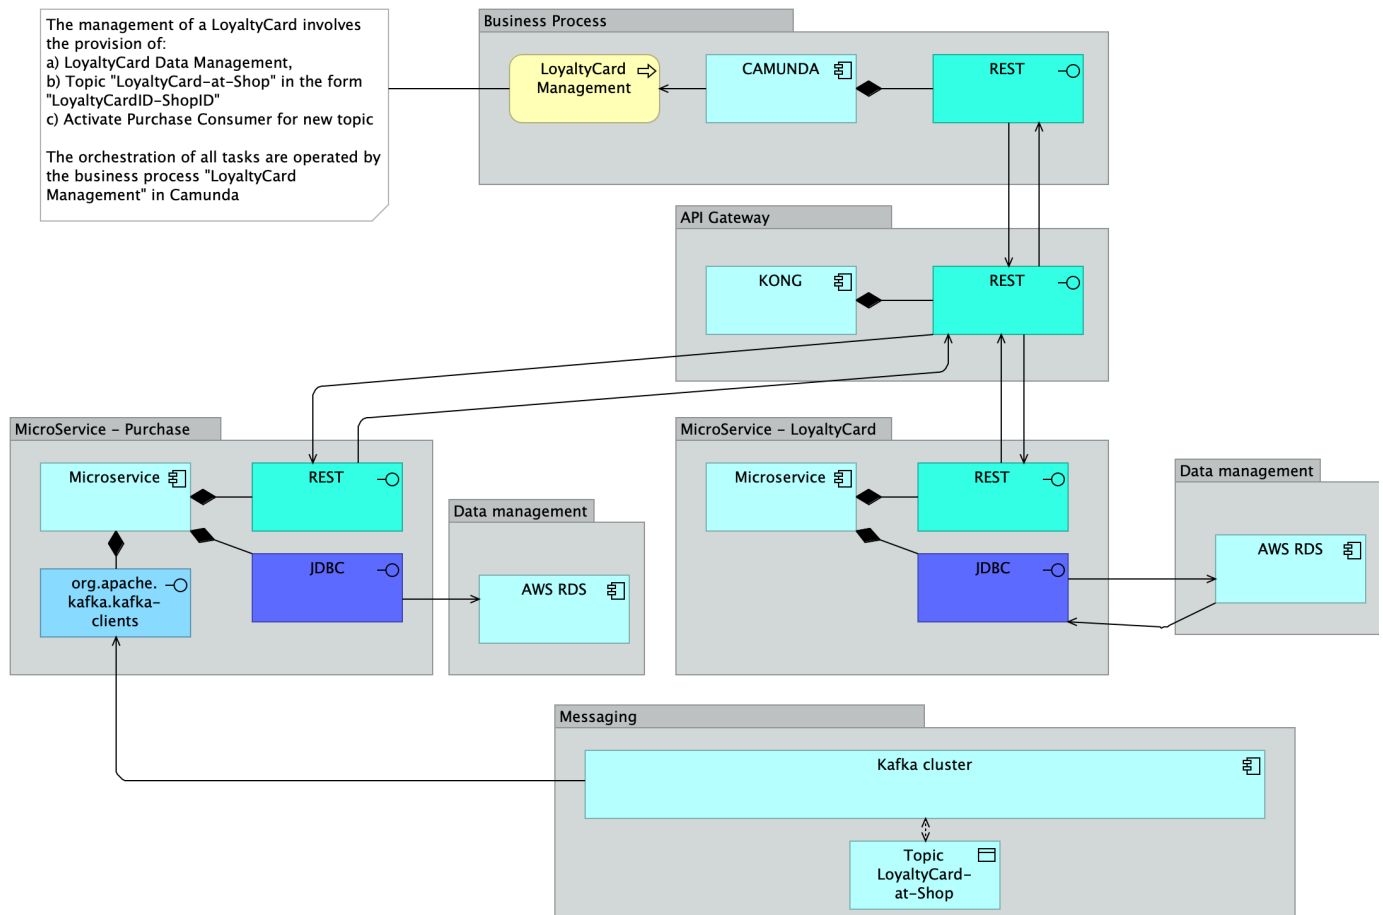 The management of a LoyaltyCard involves
the provision of:
a) LoyaltyCard Data Management,
b) Topic "LoyaltyCard-at-Shop" in the form
"LoyaltyCardID-ShopID"
c) Activate Purchase Consumer for new topic
The orchestration of all tasks are operated by
the business process "LoyaltyCard
Management" in Camunda
Business Process
LoyaltyCard
Management
CAMUNDA
REST
API Gateway
KONG
REST
MicroService - Purchase
Microservice
REST
org.apache.
kafka.kafka-
clients
JDBC
Data management
AWS RDS
MicroService - LoyaltyCard
Microservice
REST
JDBC
Data management
AWS RDS
Messaging
Kafka cluster
Topic
LoyaltyCard-
at-Shop